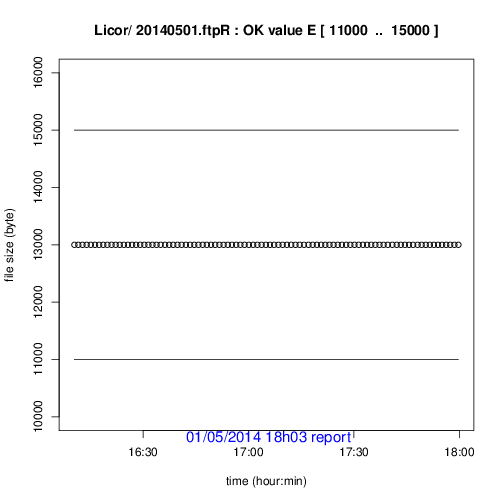 Licor/ 20140501.ftpR : OK value E [ 11000 .. 15000 ]
16000
15000
14000
13000
12000
11000
10000
file size (byte)
01/05/2014 18h03 report
16:30 17:00 17:30 18:00
time (hour:min)